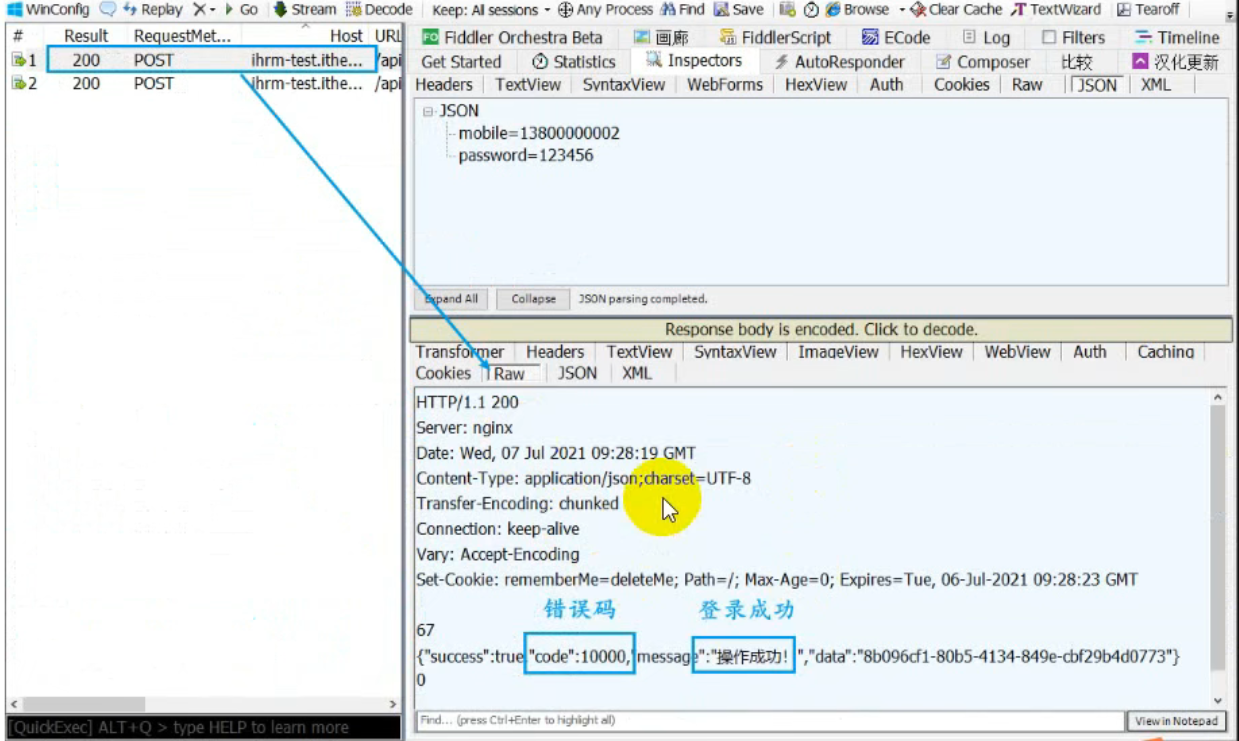 WinConfig Replay X Go Stream Decode Keep: All sessions Any Process Find Save Browse Clear Cache TextWizard Tearoff
# Result RequestMet... Host URL
1 200 POST ihrm-test.ithe... /api
2 200 POST ihrm-test.ithe... /api
Fiddler Orchestra Beta 画廊 FiddlerScript ECode Log Filters Timeline
Get Started Statistics Inspectors AutoResponder Composer 比较 汉化更新
Headers TextView SyntaxView WebForms HexView Auth Cookies Raw JSON XML
JSON
mobile=13800000002
password=123456
Expand All Collapse JSON parsing completed.
Response body is encoded. Click to decode.
Transformer Headers TextView SyntaxView ImageView HexView WebView Auth Caching
Cookies Raw JSON XML
HTTP/1.1 200
Server: nginx
Date: Wed, 07 Jul 2021 09:28:19 GMT
Content-Type: application/json;charset=UTF-8
Transfer-Encoding: chunked
Connection: keep-alive
Vary: Accept-Encoding
Set-Cookie: rememberMe=deleteMe; Path=/; Max-Age=0; Expires=Tue, 06-Jul-2021 09:28:23 GMT
错误码 登录成功
67
{"success":true,"code":10000,"message":"操作成功！","data":"8b096cf1-80b5-4134-849e-cbf29b4d0773"}
0
[QuickExec] ALT+Q > type HELP to learn more
Find... (press Ctrl+Enter to highlight all) View in Notepad